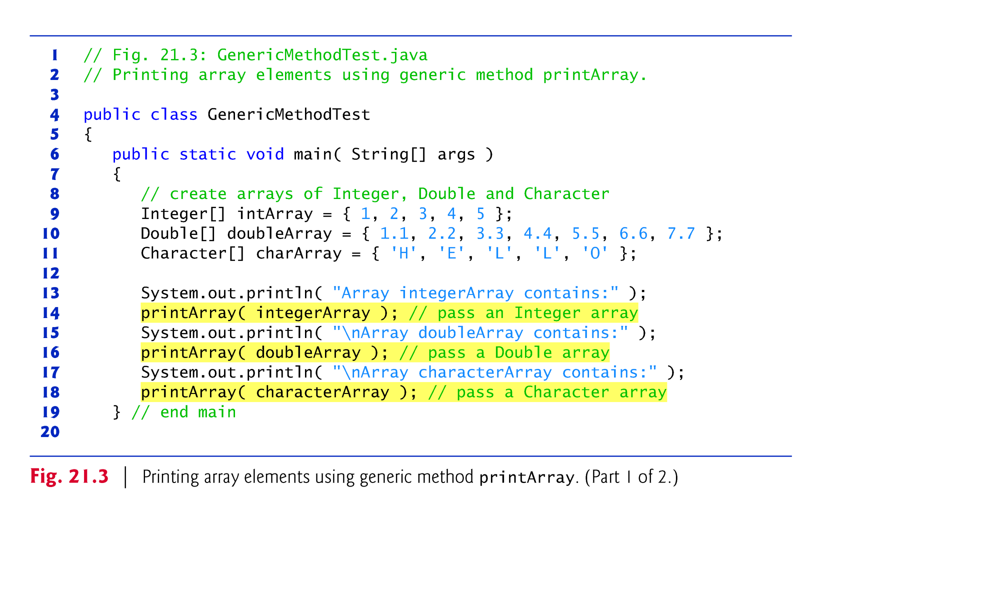 1 // Fig. 21.3: GenericMethodTest.java
2 // Printing array elements using generic method printArray.
3
4 public class GenericMethodTest
5 {
6    public static void main( String[] args )
7    {
8       // create arrays of Integer, Double and Character
9       Integer[] intArray = { 1, 2, 3, 4, 5 };
10       Double[] doubleArray = { 1.1, 2.2, 3.3, 4.4, 5.5, 6.6, 7.7 };
11       Character[] charArray = { 'H', 'E', 'L', 'L', 'O' };
12
13       System.out.println( "Array integerArray contains:" );
14       printArray( integerArray ); // pass an Integer array
15       System.out.println( "\nArray doubleArray contains:" );
16       printArray( doubleArray ); // pass a Double array
17       System.out.println( "\nArray characterArray contains:" );
18       printArray( characterArray ); // pass a Character array
19    } // end main
20
Fig. 21.3 | Printing array elements using generic method printArray. (Part 1 of 2.)